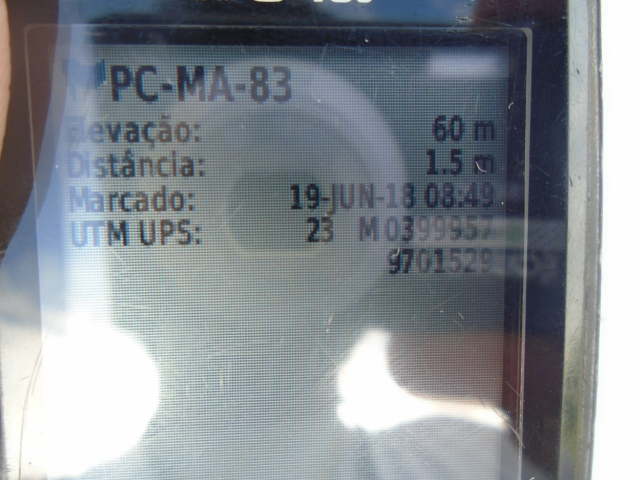 PC-MA-83
Elevação: 60 m
Distância: 1.5 m
Marcado: 19-JUN-18 08:49
UTM UPS: 23 M 0399957
9701529